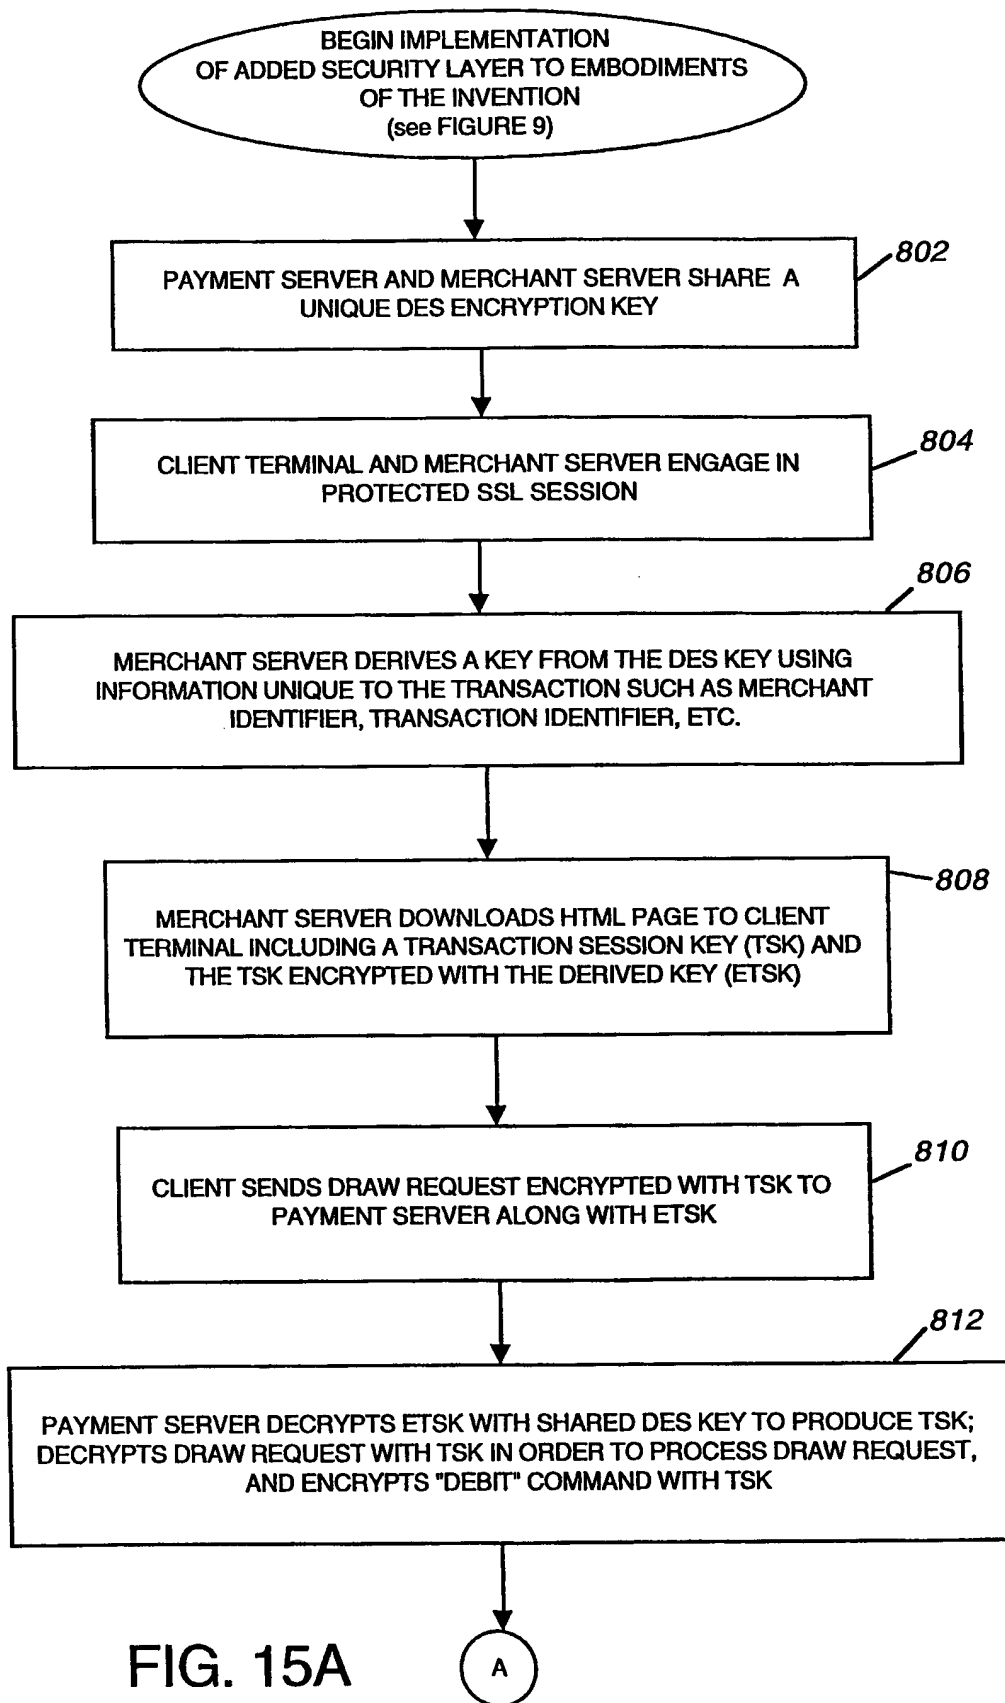 BEGIN IMPLEMENTATION
OF ADDED SECURITY LAYER TO EMBODIMENTS
OF THE INVENTION
(see FIGURE 9)
802
PAYMENT SERVER AND MERCHANT SERVER SHARE A
UNIQUE DES ENCRYPTION KEY
804
CLIENT TERMINAL AND MERCHANT SERVER ENGAGE IN
PROTECTED SSL SESSION
806
MERCHANT SERVER DERIVES A KEY FROM THE DES KEY USING
INFORMATION UNIQUE TO THE TRANSACTION SUCH AS MERCHANT
IDENTIFIER, TRANSACTION IDENTIFIER, ETC.
808
MERCHANT SERVER DOWNLOADS HTML PAGE TO CLIENT
TERMINAL INCLUDING A TRANSACTION SESSION KEY (TSK) AND
THE TSK ENCRYPTED WITH THE DERIVED KEY (ETSK)
810
CLIENT SENDS DRAW REQUEST ENCRYPTED WITH TSK TO
PAYMENT SERVER ALONG WITH ETSK
812
PAYMENT SERVER DECRYPTS ETSK WITH SHARED DES KEY TO PRODUCE TSK;
DECRYPTS DRAW REQUEST WITH TSK IN ORDER TO PROCESS DRAW REQUEST,
AND ENCRYPTS "DEBIT" COMMAND WITH TSK
FIG. 15A
A